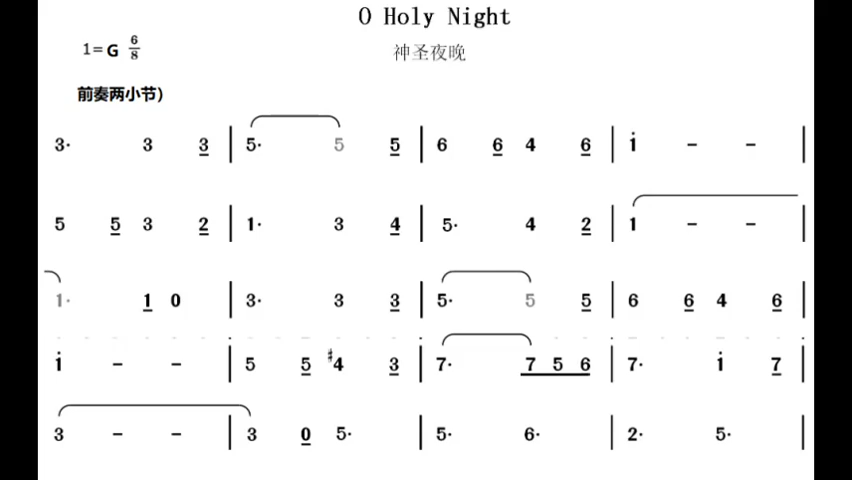 O Holy Night
1=G 6/8
神圣夜晚
前奏两小节)
3· 3 3 | 5· 5 5 | 6 6 4 6 | i - - |
5 5 3 2 | 1· 3 4 | 5· 4 2 | 1 - - |
1· 1 0 | 3· 3 3 | 5· 5 5 | 6 6 4 6 |
i - - | 5 5 ♯4 3 | 7· 7 5 6 | 7· i 7 |
3 - - | 3 0 5· | 5· 6· | 2· 5· |